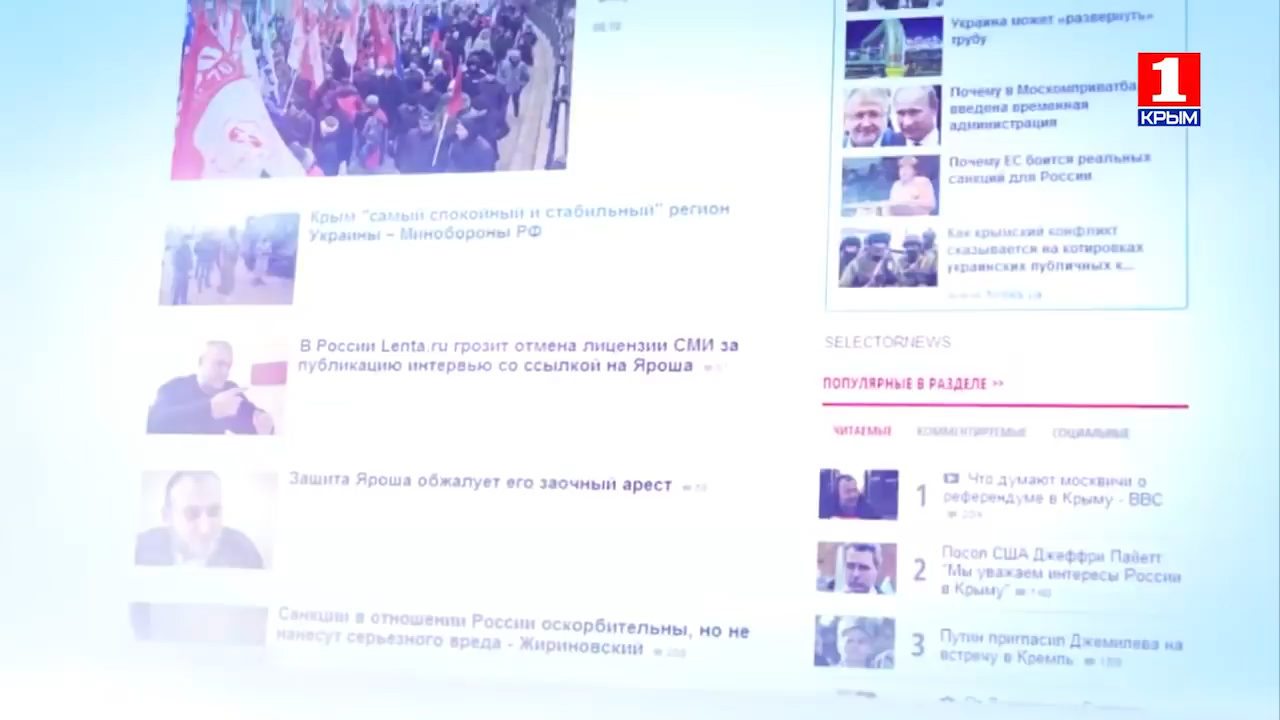 Крым "самый спокойный и стабильный" регион
Украины – Минобороны РФ
В России Lenta.ru грозит отмена лицензии СМИ за
публикацию интервью со ссылкой на Яроша
Защита Яроша обжалует его заочный арест
Санкции в отношении России оскорбительны, но не
нанесут серьезного вреда - Жириновский
Украина может «развернуть»
трубу
Почему в Москомприватба
введена временная
администрация
Почему ЕС боится реальных
санкций для России
Как крымский конфликт
сказывается на котировках
украинских публичных к...
SELECTORNEWS
ПОПУЛЯРНЫЕ В РАЗДЕЛЕ >>
ЧИТАЕМЫЕ КОММЕНТИРУЕМЫЕ СОЦИАЛЬНЫЕ
1 Что думают москвичи о
референдуме в Крыму - ВВС
2 Посол США Джеффри Пайетт
"Мы уважаем интересы России
в Крыму"
3 Путин пригласил Джемилева на
встречу в Кремль
1
КРЫМ